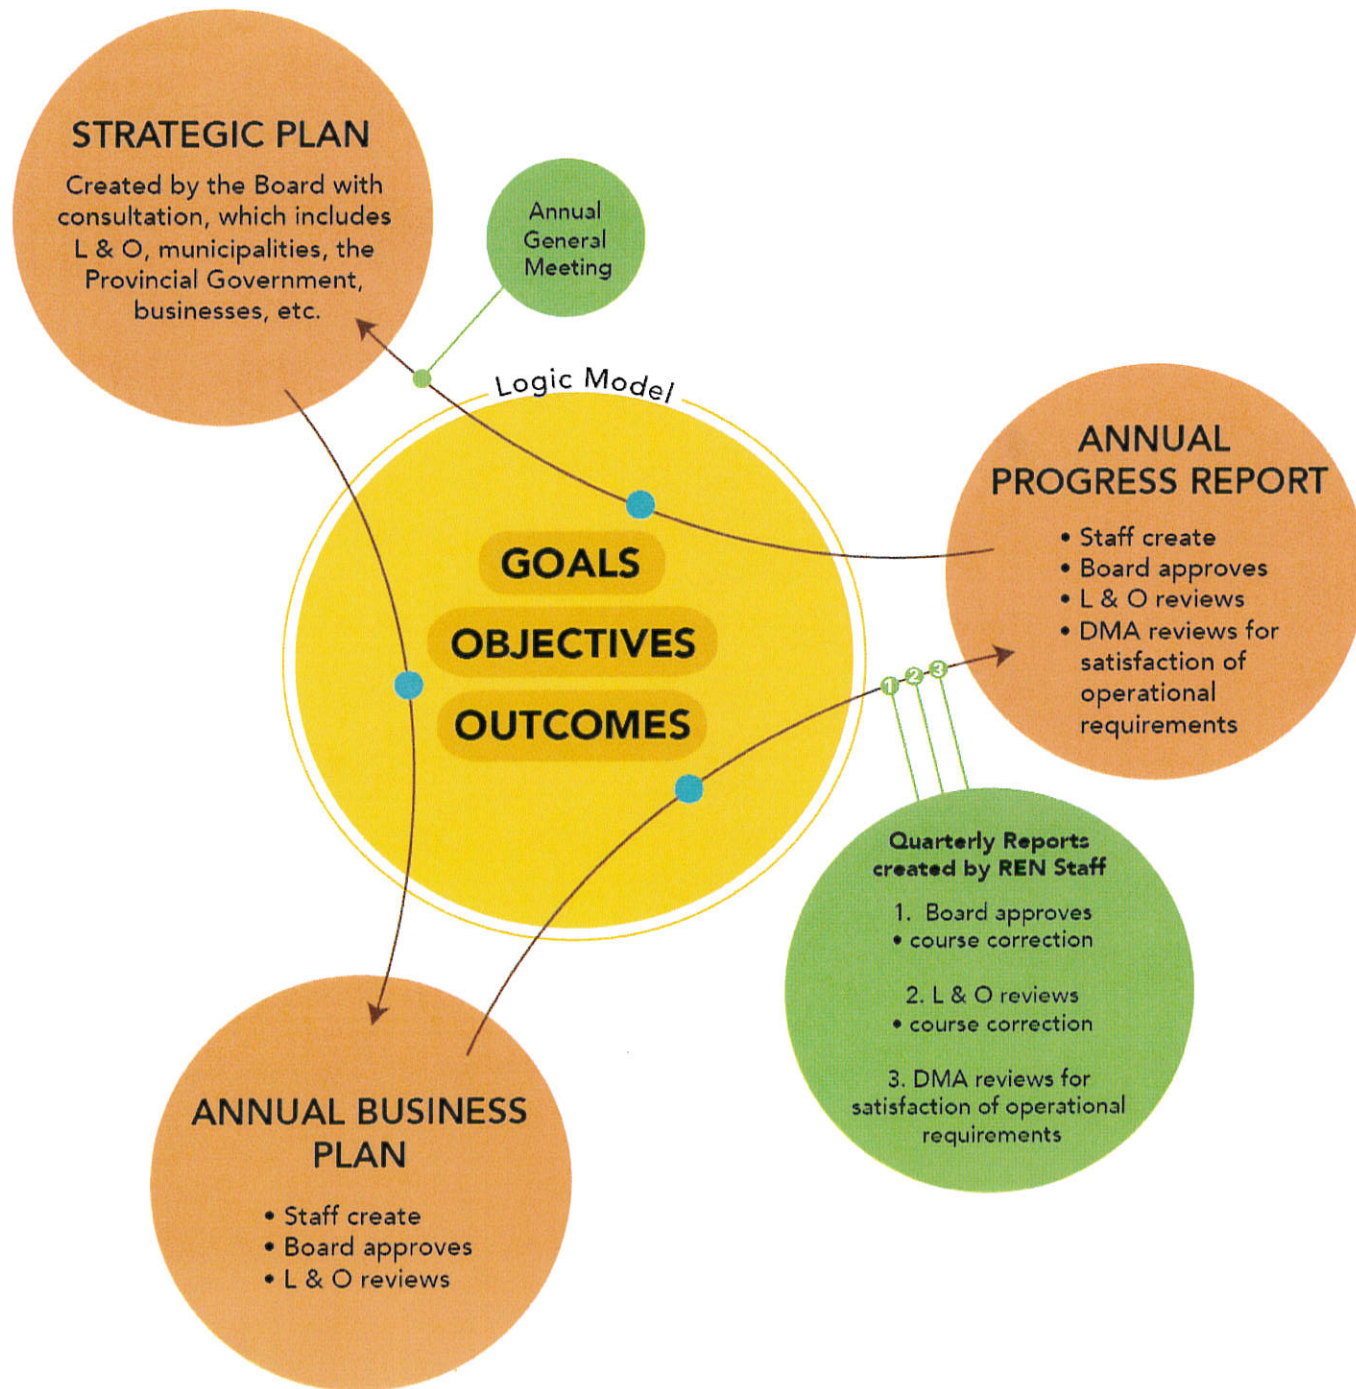 STRATEGIC PLAN
Created by the Board with
consultation, which includes
L & O, municipalities, the
Provincial Government,
businesses, etc.
Annual
General
Meeting
Logic Model
GOALS
OBJECTIVES
OUTCOMES
ANNUAL
PROGRESS REPORT
• Staff create
• Board approves
• L & O reviews
• DMA reviews for
satisfaction of
operational
requirements
1 2 3
Quarterly Reports
created by REN Staff
1. Board approves
• course correction
2. L & O reviews
• course correction
3. DMA reviews for
satisfaction of operational
requirements
ANNUAL BUSINESS
PLAN
• Staff create
• Board approves
• L & O reviews